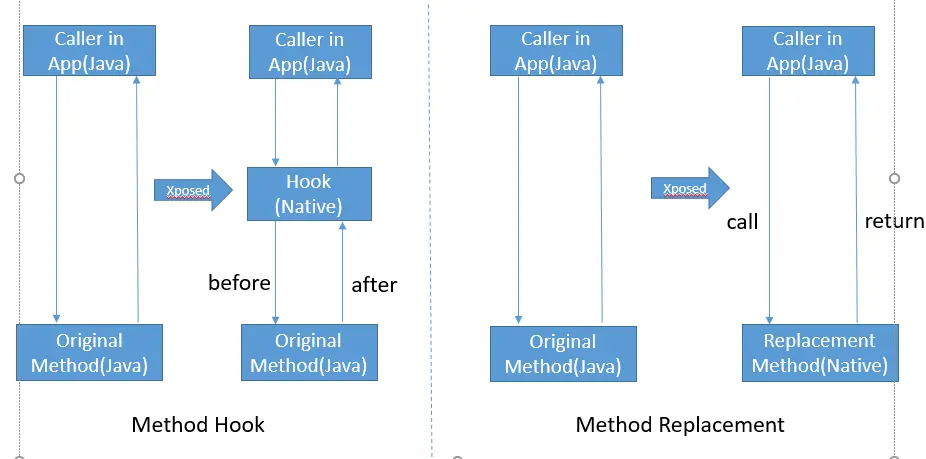 Caller in
App(Java)
Caller in
App(Java)
Xposed
Hook
(Native)
before
after
Original
Method(Java)
Original
Method(Java)
Method Hook
Caller in
App(Java)
Caller in
App(Java)
Xposed
call
return
Original
Method(Java)
Replacement
Method(Native)
Method Replacement